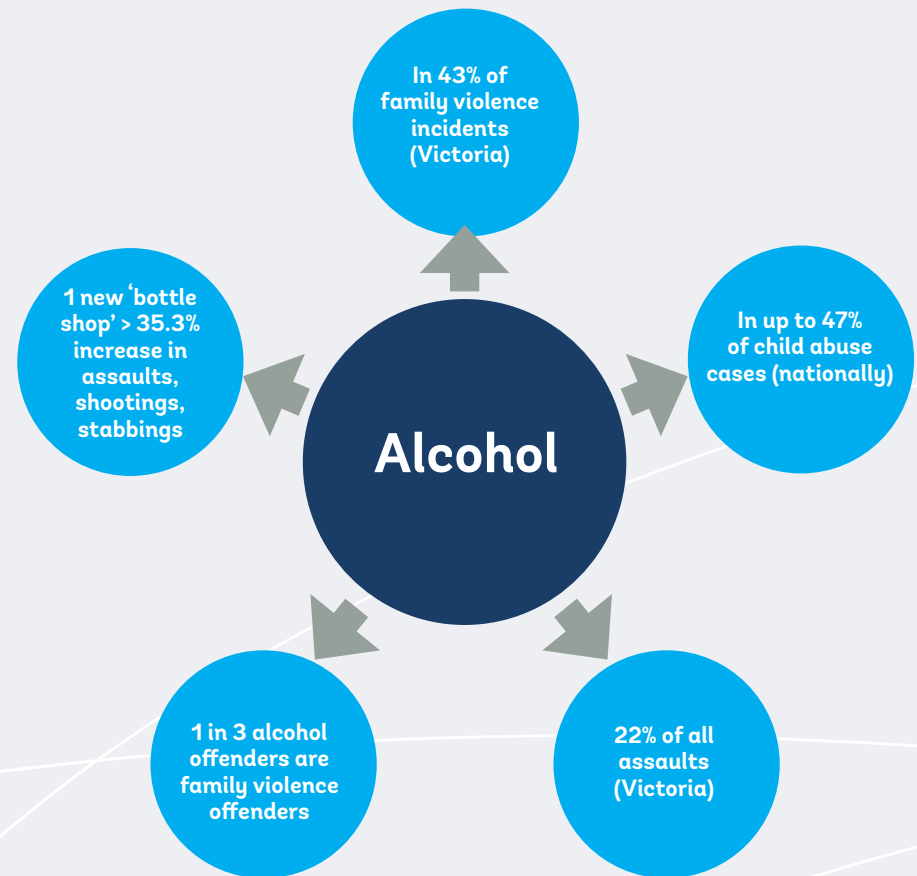 In 43% of
family violence
incidents
(Victoria)
1 new ‘bottle
shop’ > 35.3%
increase in
assaults,
shootings,
stabbings
In up to 47%
of child abuse
cases (nationally)
Alcohol
1 in 3 alcohol
offenders are
family violence
offenders
22% of all
assaults
(Victoria)